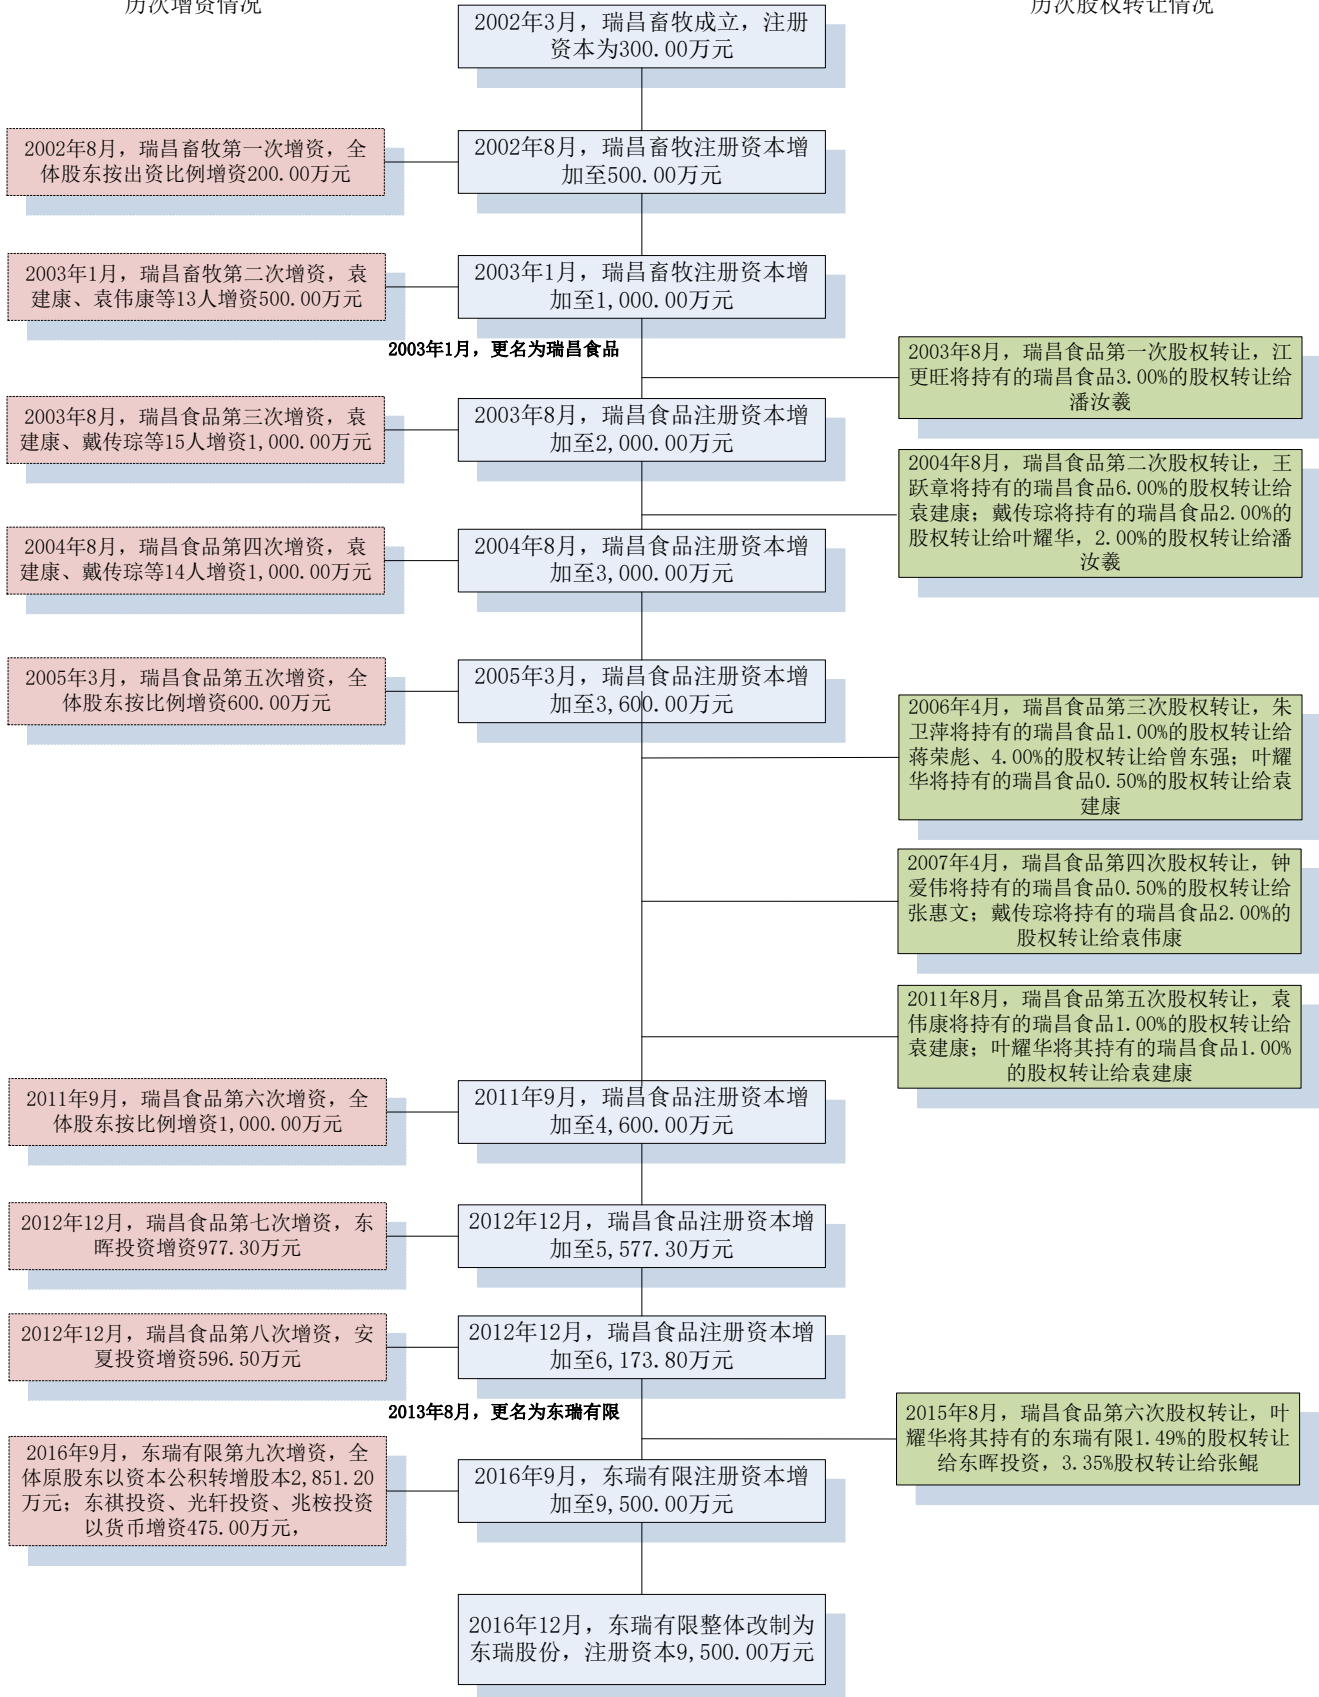 历次增资情况
历次股权转让情况
2002年3月，瑞昌畜牧成立，注册
资本为300.00万元
2002年8月，瑞昌畜牧第一次增资，全
体股东按出资比例增资200.00万元
2002年8月，瑞昌畜牧注册资本增
加至500.00万元
2003年1月，瑞昌畜牧第二次增资，袁
建康、袁伟康等13人增资500.00万元
2003年1月，瑞昌畜牧注册资本增
加至1,000.00万元
2003年1月，更名为瑞昌食品
2003年8月，瑞昌食品第一次股权转让，江
更旺将持有的瑞昌食品3.00%的股权转让给
潘汝羲
2003年8月，瑞昌食品第三次增资，袁
建康、戴传琮等15人增资1,000.00万元
2003年8月，瑞昌食品注册资本增
加至2,000.00万元
2004年8月，瑞昌食品第二次股权转让，王
跃章将持有的瑞昌食品6.00%的股权转让给
袁建康；戴传琮将持有的瑞昌食品2.00%的
股权转让给叶耀华，2.00%的股权转让给潘
汝羲
2004年8月，瑞昌食品第四次增资，袁
建康、戴传琮等14人增资1,000.00万元
2004年8月，瑞昌食品注册资本增
加至3,000.00万元
2005年3月，瑞昌食品第五次增资，全
体股东按比例增资600.00万元
2005年3月，瑞昌食品注册资本增
加至3,600.00万元
2006年4月，瑞昌食品第三次股权转让，朱
卫萍将持有的瑞昌食品1.00%的股权转让给
蒋荣彪、4.00%的股权转让给曾东强；叶耀
华将持有的瑞昌食品0.50%的股权转让给袁
建康
2007年4月，瑞昌食品第四次股权转让，钟
爱伟将持有的瑞昌食品0.50%的股权转让给
张惠文；戴传琮将持有的瑞昌食品2.00%的
股权转让给袁伟康
2011年8月，瑞昌食品第五次股权转让，袁
伟康将持有的瑞昌食品1.00%的股权转让给
袁建康；叶耀华将其持有的瑞昌食品1.00%
的股权转让给袁建康
2011年9月，瑞昌食品第六次增资，全
体股东按比例增资1,000.00万元
2011年9月，瑞昌食品注册资本增
加至4,600.00万元
2012年12月，瑞昌食品第七次增资，东
晖投资增资977.30万元
2012年12月，瑞昌食品注册资本增
加至5,577.30万元
2012年12月，瑞昌食品第八次增资，安
夏投资增资596.50万元
2012年12月，瑞昌食品注册资本增
加至6,173.80万元
2013年8月，更名为东瑞有限
2015年8月，瑞昌食品第六次股权转让，叶
耀华将其持有的东瑞有限1.49%的股权转让
给东晖投资，3.35%股权转让给张鲲
2016年9月，东瑞有限第九次增资，全
体原股东以资本公积转增股本2,851.20
万元；东祺投资、光轩投资、兆桉投资
以货币增资475.00万元，
2016年9月，东瑞有限注册资本增
加至9,500.00万元
2016年12月，东瑞有限整体改制为
东瑞股份，注册资本9,500.00万元